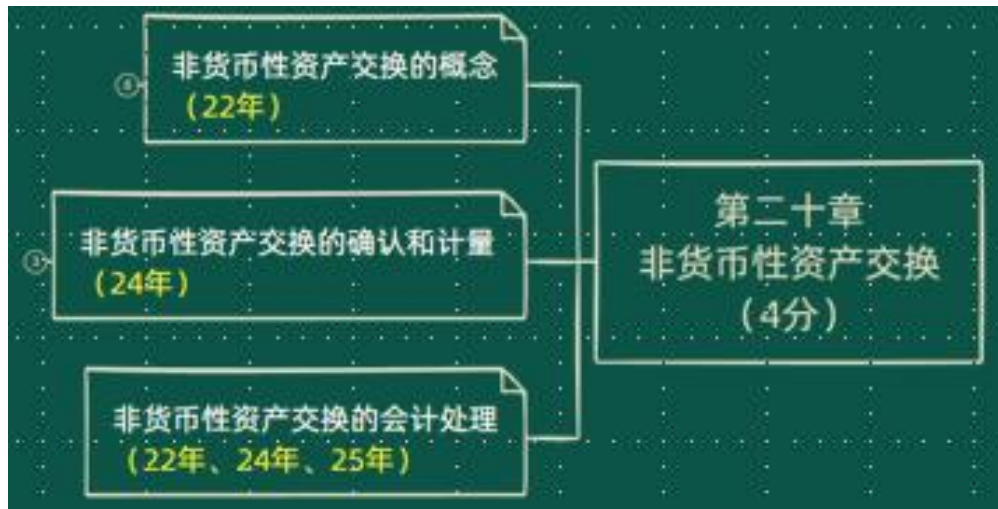 ④
非货币性资产交换的概念
（22年）
③
非货币性资产交换的确认和计量
（24年）
非货币性资产交换的会计处理
（22年、24年、25年）
第二十章
非货币性资产交换
（4分）